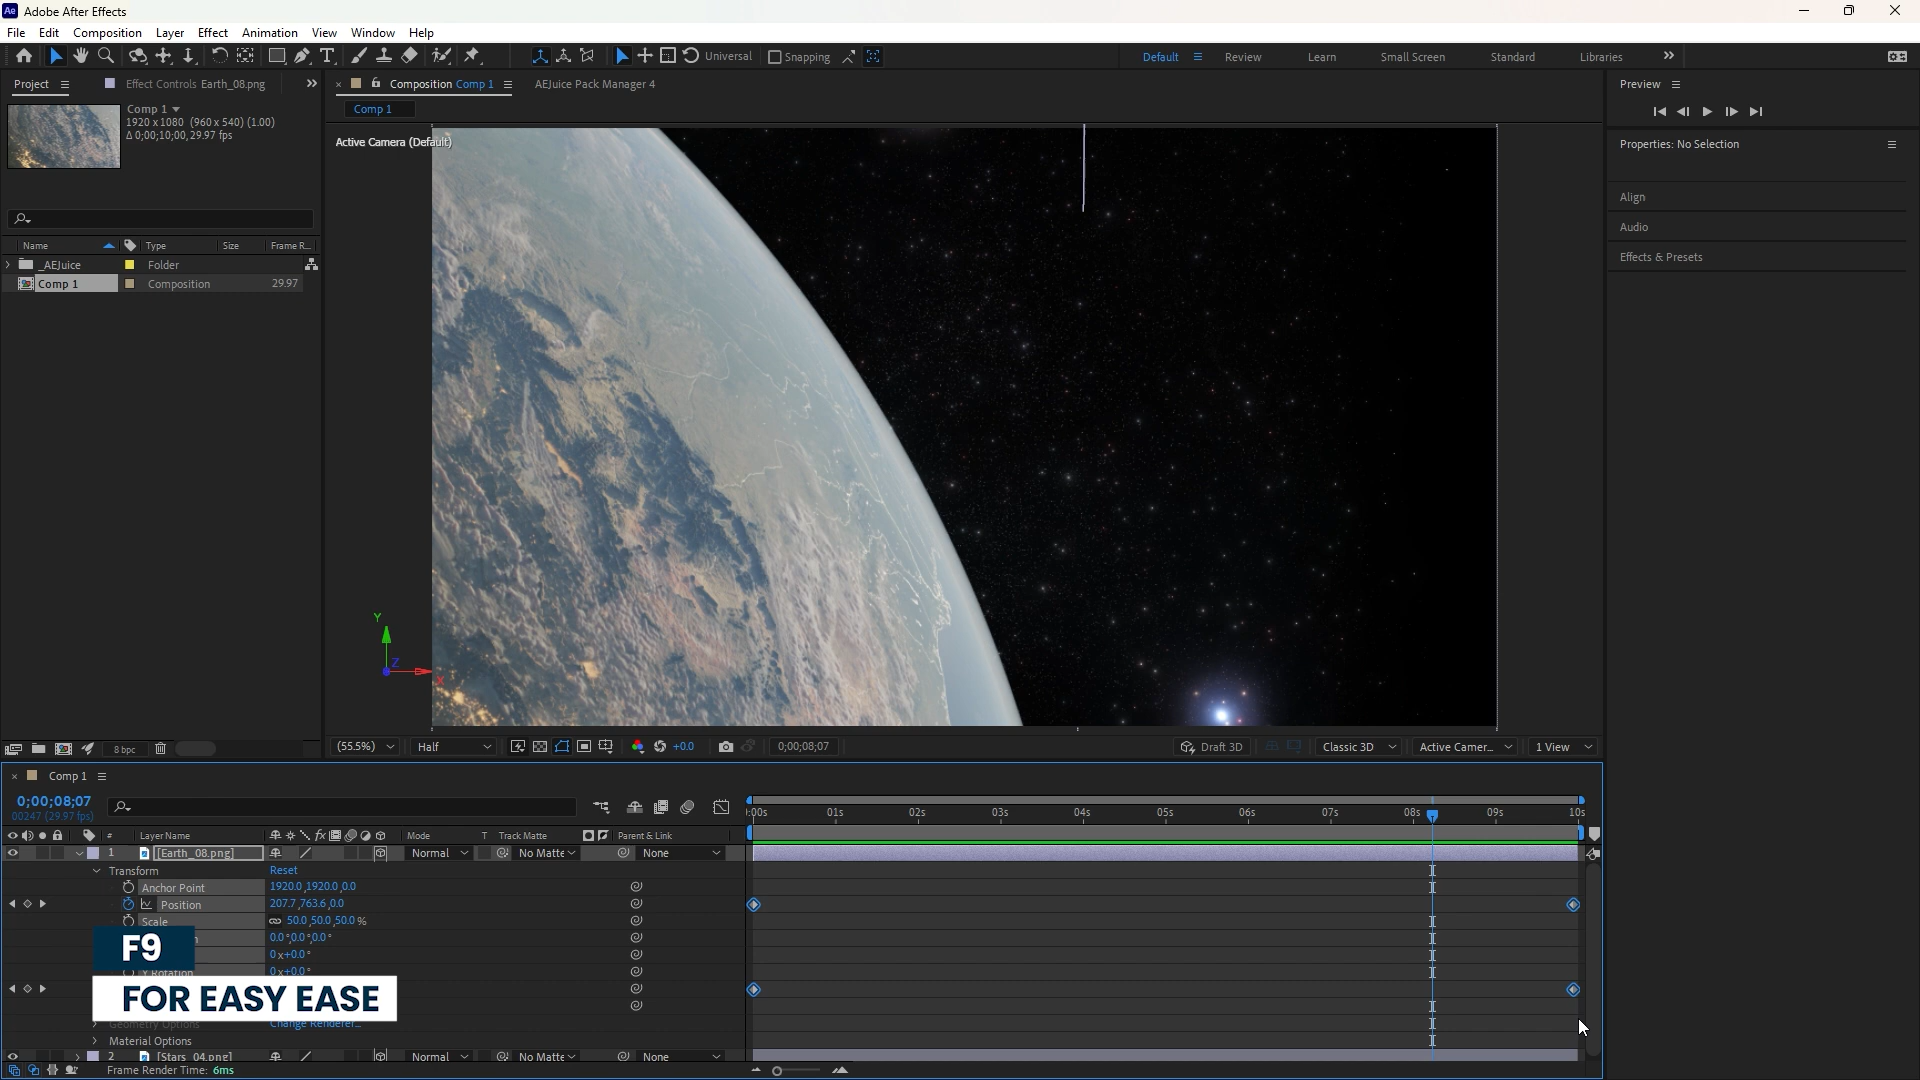 Adobe After Effects
File Edit Composition Layer Effect Animation View Window Help
Universal Snapping Default Review Learn Small Screen Standard Libraries
Project Effect Controls Earth_08.png
Comp 1
1920 x 1080 (960 x 540) (1.00)
Δ 0;00;10;00, 29.97 fps
Name Type Size Frame R...
_AEJuice Folder
Comp 1 Composition 29.97
8 bpc
Composition Comp 1 AEJuice Pack Manager 4
Comp 1
Active Camera (Default)
Y
Z
X
(55.5%) Half +0.0 0;00;08;07 Draft 3D Classic 3D Active Camer... 1 View
Preview
Properties: No Selection
Align
Audio
Effects & Presets
Comp 1
0;00;08;07
00247 (29.97 fps)
:00s 01s 02s 03s 04s 05s 06s 07s 08s 09s 10s
# Layer Name fx Mode T Track Matte Parent & Link
1 [Earth_08.png] Normal No Matte None
Transform Reset
Anchor Point 1920.0,1920.0,0.0
Position 207.7,763.6,0.0
Scale 50.0,50.0,50.0 %
0.0°,0.0°,0.0°
0x+0.0°
Y Rotation 0x+0.0°
F9
FOR EASY EASE
Geometry Options Change Renderer...
Material Options
2 [Stars_04.png] Normal No Matte None
Frame Render Time: 6ms